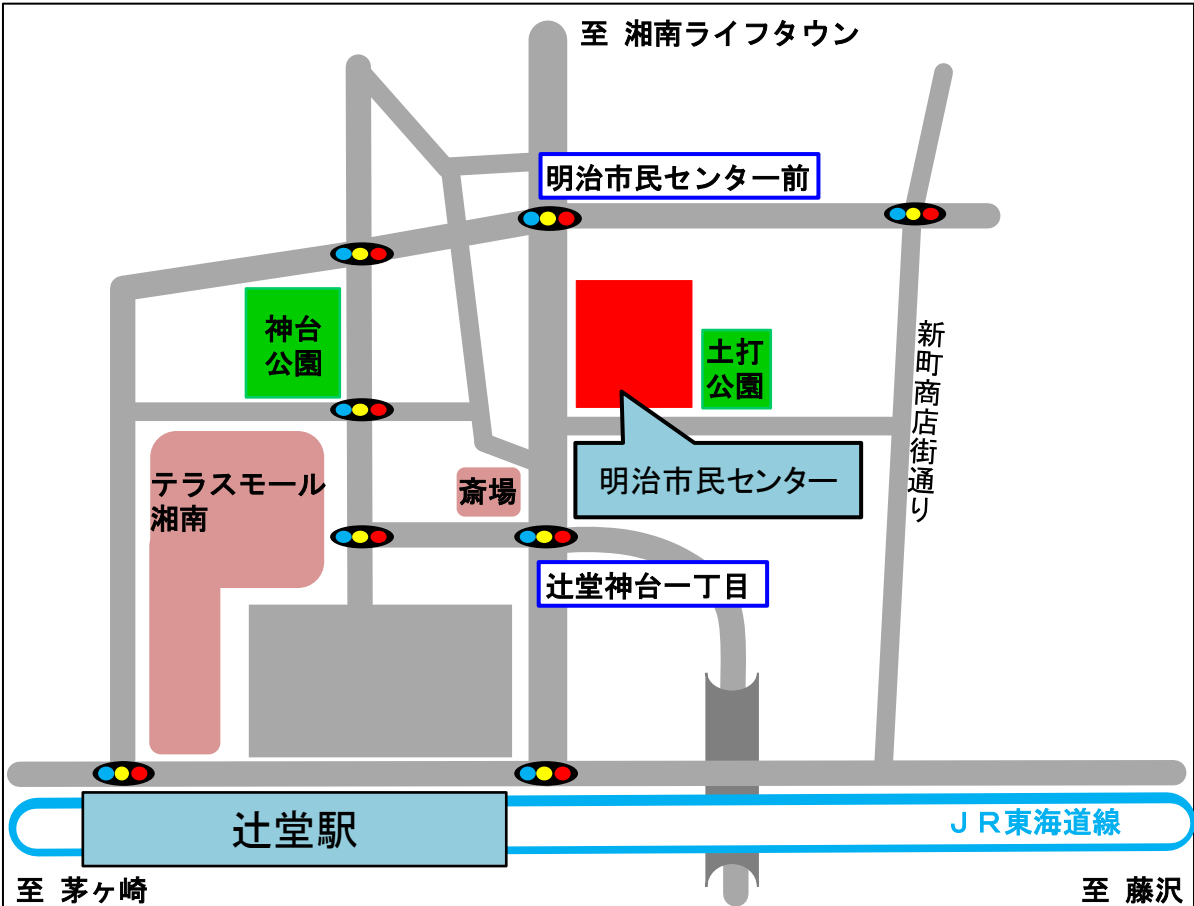 至 湘南ライフタウン
明治市民センター前
神台
公園
土打
公園
新町商店街通り
テラスモール
湘南
斎場
明治市民センター
辻堂神台一丁目
辻堂駅
ＪＲ東海道線
至 茅ヶ崎
至 藤沢